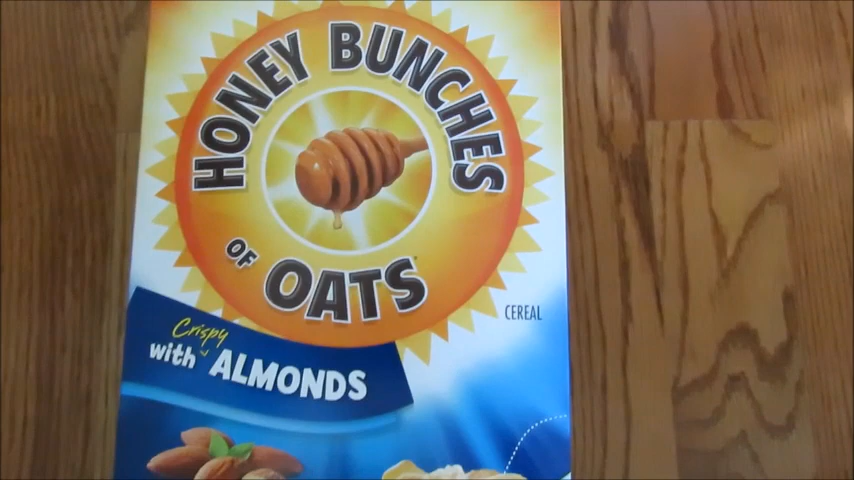 HONEY BUNCHES
OF OATS
CEREAL
Crispy
with ALMONDS